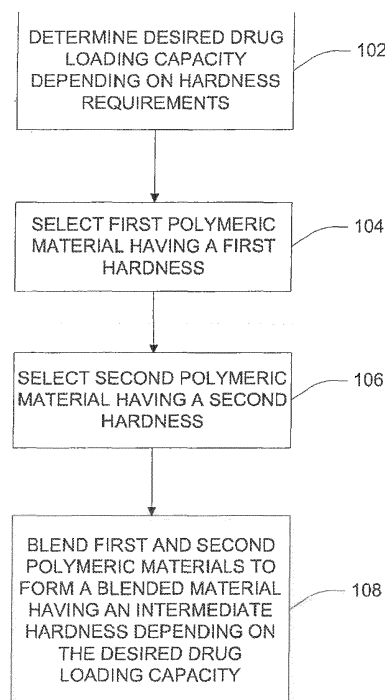 DETERMINE DESIRED DRUG
LOADING CAPACITY
DEPENDING ON HARDNESS
REQUIREMENTS
102
SELECT FIRST POLYMERIC
MATERIAL HAVING A FIRST
HARDNESS
104
SELECT SECOND POLYMERIC
MATERIAL HAVING A SECOND
HARDNESS
106
BLEND FIRST AND SECOND
POLYMERIC MATERIALS TO
FORM A BLENDED MATERIAL
HAVING AN INTERMEDIATE
HARDNESS DEPENDING ON
THE DESIRED DRUG
LOADING CAPACITY
108